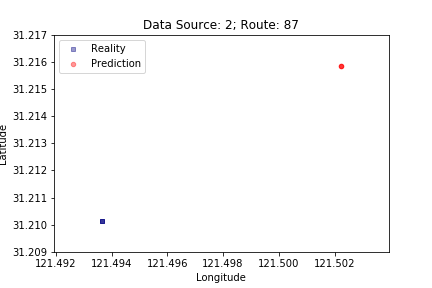 Data Source: 2; Route: 87
31.217
31.216
31.215
31.214
31.213
31.212
31.211
31.210
31.209
Latitude
Reality
Prediction
121.492 121.494 121.496 121.498 121.500 121.502
Longitude